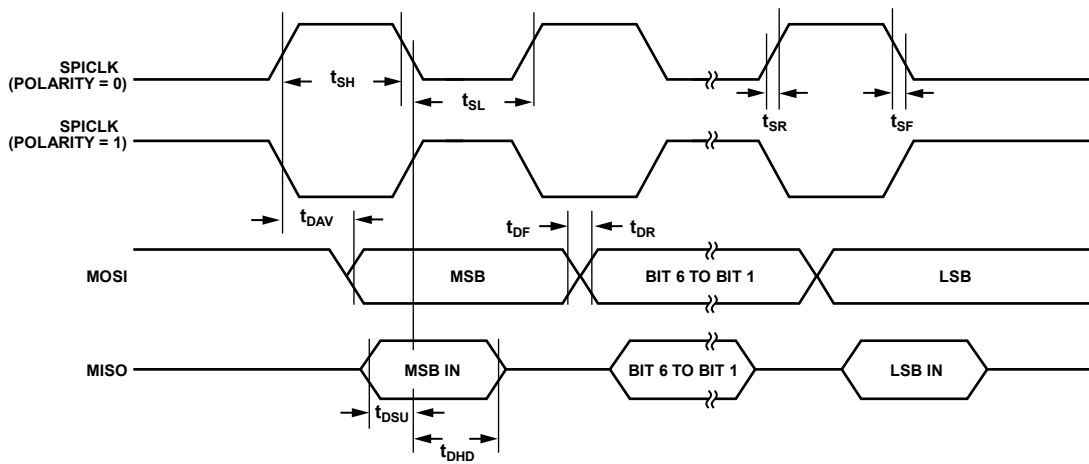 SPICLK
(POLARITY = 0)
tSH
tSL
tSR
tSF
SPICLK
(POLARITY = 1)
tDAV
tDF
tDR
MOSI
MSB
BIT 6 TO BIT 1
LSB
MISO
MSB IN
BIT 6 TO BIT 1
LSB IN
tDSU
tDHD